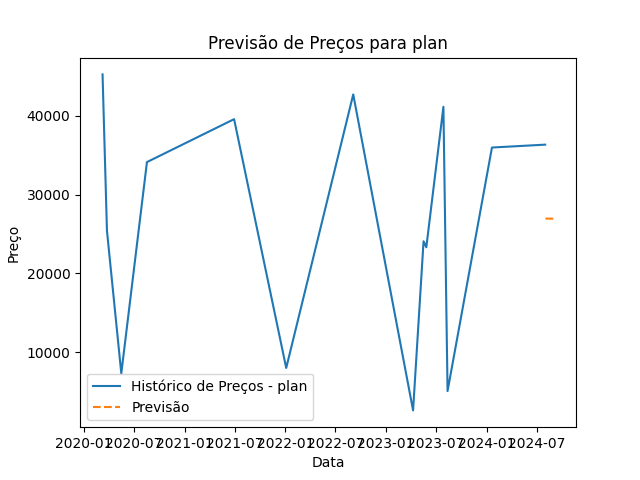 Previsão de Preços para plan
40000
30000
20000
10000
Preço
Histórico de Preços - plan
Previsão
2020-01 2020-07 2021-01 2021-07 2022-01 2022-07 2023-01 2023-07 2024-01 2024-07
Data